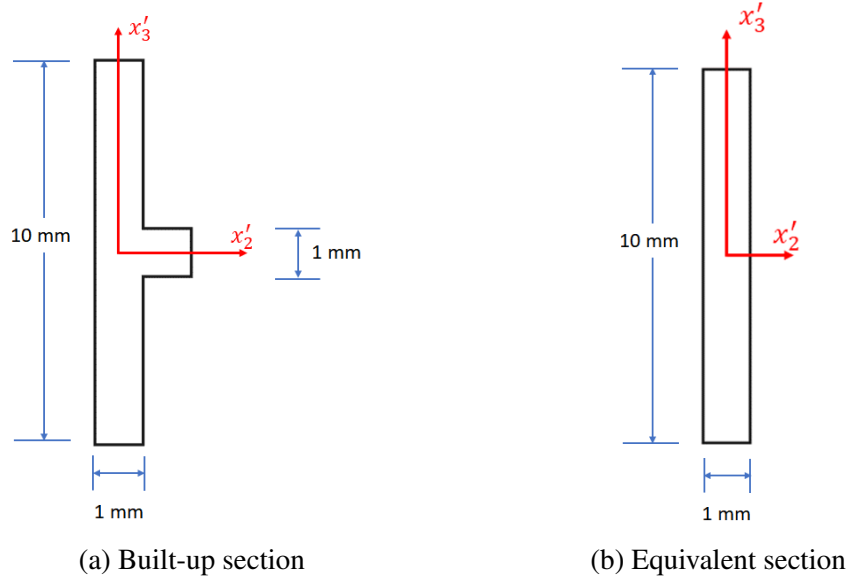 x′₃
10 mm
x′₂
1 mm
1 mm
(a) Built-up section
x′₃
10 mm
x′₂
1 mm
(b) Equivalent section